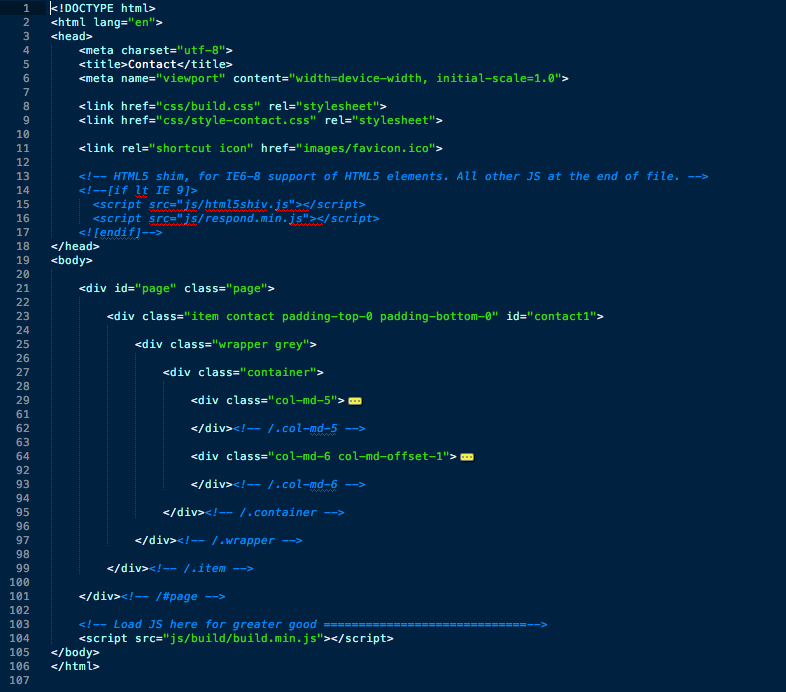 1 <!DOCTYPE html>
2 <html lang="en">
3 <head>
4     <meta charset="utf-8">
5     <title>Contact</title>
6     <meta name="viewport" content="width=device-width, initial-scale=1.0">
7
8     <link href="css/build.css" rel="stylesheet">
9     <link href="css/style-contact.css" rel="stylesheet">
10
11     <link rel="shortcut icon" href="images/favicon.ico">
12
13     <!-- HTML5 shim, for IE6-8 support of HTML5 elements. All other JS at the end of file. -->
14     <!--[if lt IE 9]>
15       <script src="js/html5shiv.js"></script>
16       <script src="js/respond.min.js"></script>
17     <![endif]-->
18 </head>
19 <body>
20
21     <div id="page" class="page">
22
23         <div class="item contact padding-top-0 padding-bottom-0" id="contact1">
24
25             <div class="wrapper grey">
26
27                 <div class="container">
28
29                     <div class="col-md-5">
61
62                     </div><!-- /.col-md-5 -->
63
64                     <div class="col-md-6 col-md-offset-1">
92
93                     </div><!-- /.col-md-6 -->
94
95                 </div><!-- /.container -->
96
97             </div><!-- /.wrapper -->
98
99         </div><!-- /.item -->
100
101     </div><!-- /#page -->
102
103     <!-- Load JS here for greater good =============================-->
104     <script src="js/build/build.min.js"></script>
105 </body>
106 </html>
107